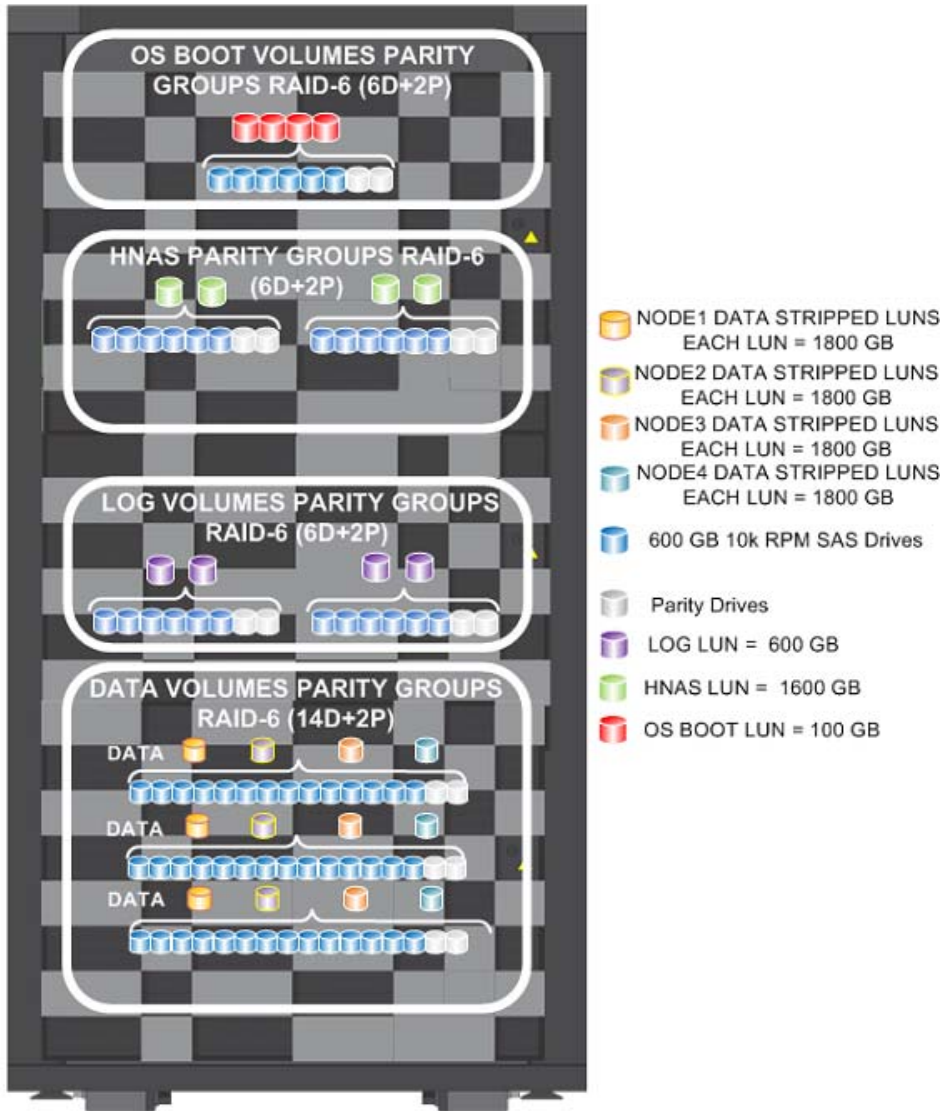 OS BOOT VOLUMES PARITY
GROUPS RAID-6 (6D+2P)
HNAS PARITY GROUPS RAID-6
(6D+2P)
LOG VOLUMES PARITY GROUPS
RAID-6 (6D+2P)
DATA VOLUMES PARITY GROUPS
RAID-6 (14D+2P)
DATA
DATA
DATA
NODE1 DATA STRIPPED LUNS
EACH LUN = 1800 GB
NODE2 DATA STRIPPED LUNS
EACH LUN = 1800 GB
NODE3 DATA STRIPPED LUNS
EACH LUN = 1800 GB
NODE4 DATA STRIPPED LUNS
EACH LUN = 1800 GB
600 GB 10k RPM SAS Drives
Parity Drives
LOG LUN = 600 GB
HNAS LUN = 1600 GB
OS BOOT LUN = 100 GB